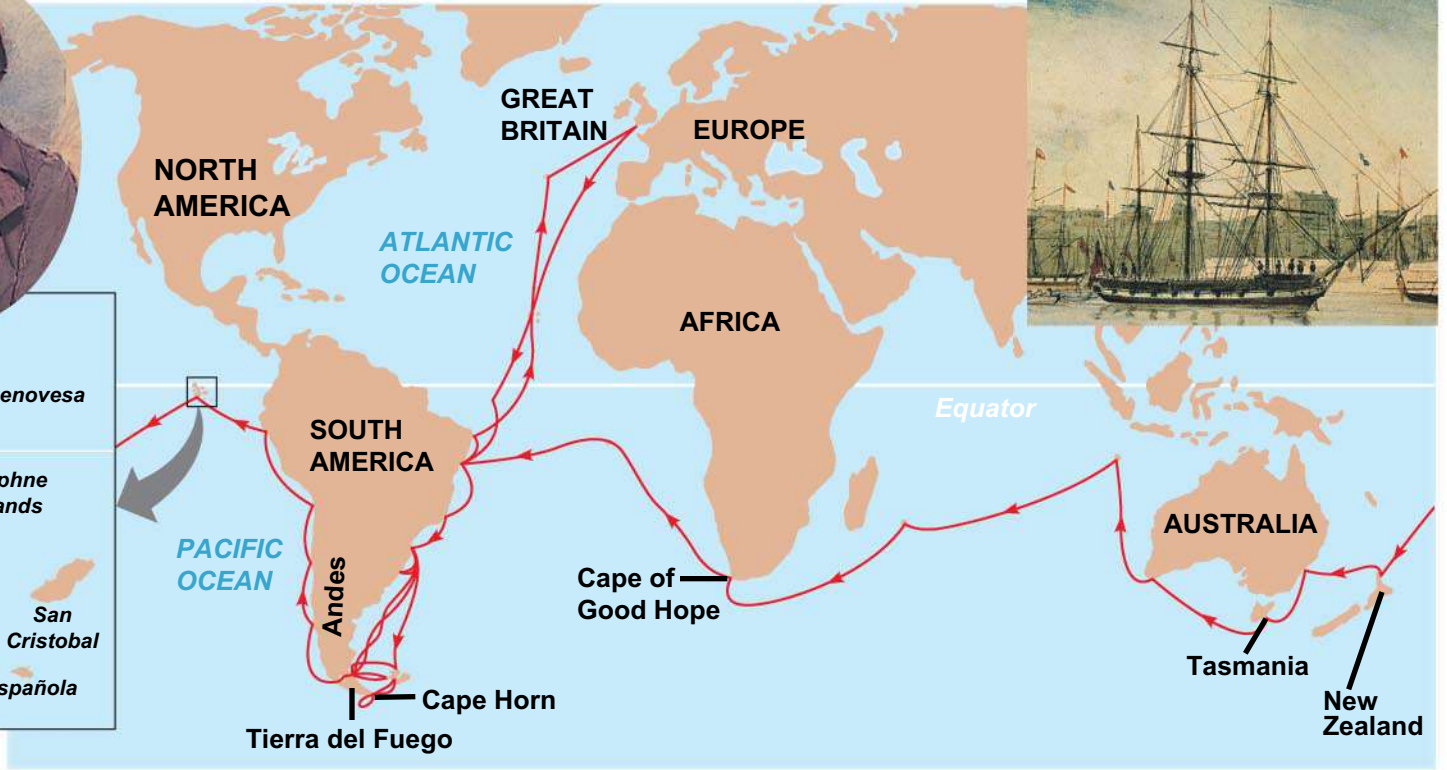 GREAT
BRITAIN
EUROPE
NORTH
AMERICA
ATLANTIC
OCEAN
AFRICA
enovesa
Equator
SOUTH
AMERICA
phne
ands
AUSTRALIA
PACIFIC
OCEAN
Andes
Cape of
Good Hope
San
Cristobal
Tasmania
spañola
Cape Horn
New
Zealand
Tierra del Fuego